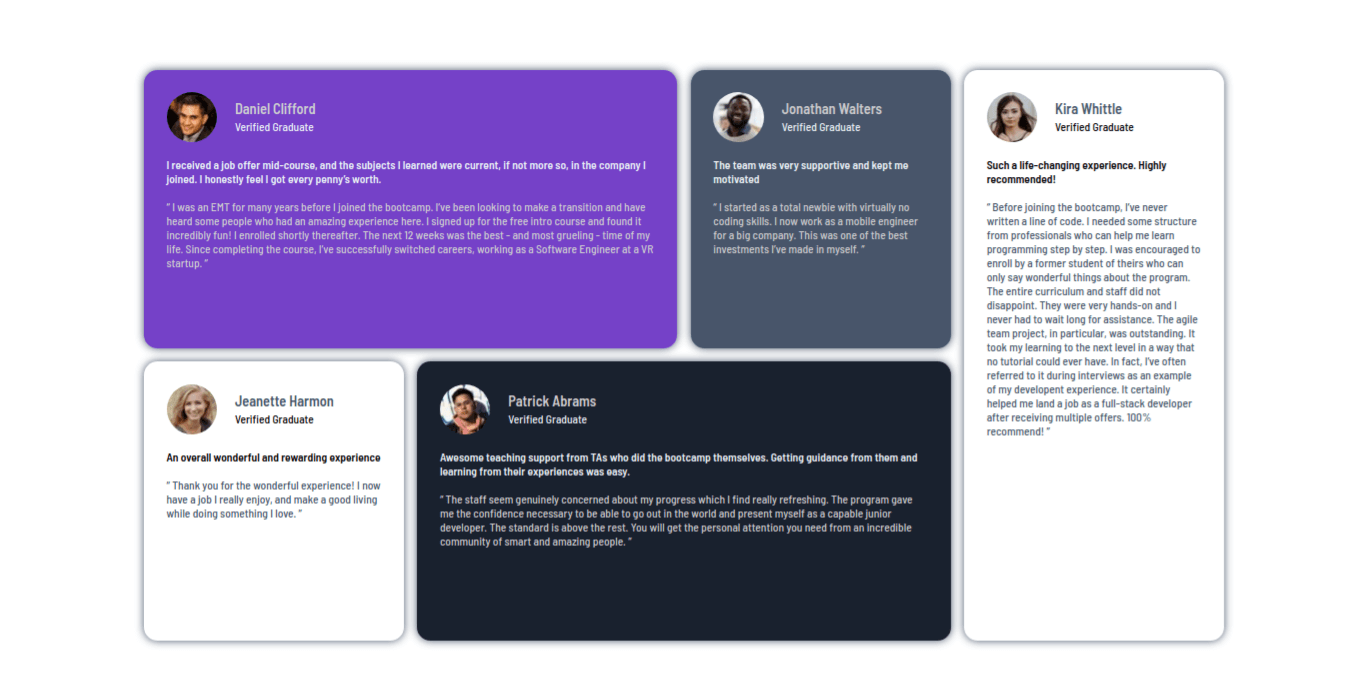 Daniel Clifford
Verified Graduate
I received a job offer mid-course, and the subjects I learned were current, if not more so, in the company I
joined. I honestly feel I got every penny's worth.
" I was an EMT for many years before I joined the bootcamp. I've been looking to make a transition and have
heard some people who had an amazing experience here. I signed up for the free intro course and found it
incredibly fun! I enrolled shortly thereafter. The next 12 weeks was the best - and most grueling - time of my
life. Since completing the course, I've successfully switched careers, working as a Software Engineer at a VR
startup. "
Jonathan Walters
Verified Graduate
The team was very supportive and kept me
motivated
" I started as a total newbie with virtually no
coding skills. I now work as a mobile engineer
for a big company. This was one of the best
investments I've made in myself. "
Kira Whittle
Verified Graduate
Such a life-changing experience. Highly
recommended!
" Before joining the bootcamp, I've never
written a line of code. I needed some structure
from professionals who can help me learn
programming step by step. I was encouraged to
enroll by a former student of theirs who can
only say wonderful things about the program.
The entire curriculum and staff did not
disappoint. They were very hands-on and I
never had to wait long for assistance. The agile
team project, in particular, was outstanding. It
took my learning to the next level in a way that
no tutorial could ever have. In fact, I've often
referred to it during interviews as an example
of my developent experience. It certainly
helped me land a job as a full-stack developer
after receiving multiple offers. 100%
recommend! "
Jeanette Harmon
Verified Graduate
An overall wonderful and rewarding experience
" Thank you for the wonderful experience! I now
have a job I really enjoy, and make a good living
while doing something I love. "
Patrick Abrams
Verified Graduate
Awesome teaching support from TAs who did the bootcamp themselves. Getting guidance from them and
learning from their experiences was easy.
" The staff seem genuinely concerned about my progress which I find really refreshing. The program gave
me the confidence necessary to be able to go out in the world and present myself as a capable junior
developer. The standard is above the rest. You will get the personal attention you need from an incredible
community of smart and amazing people. "